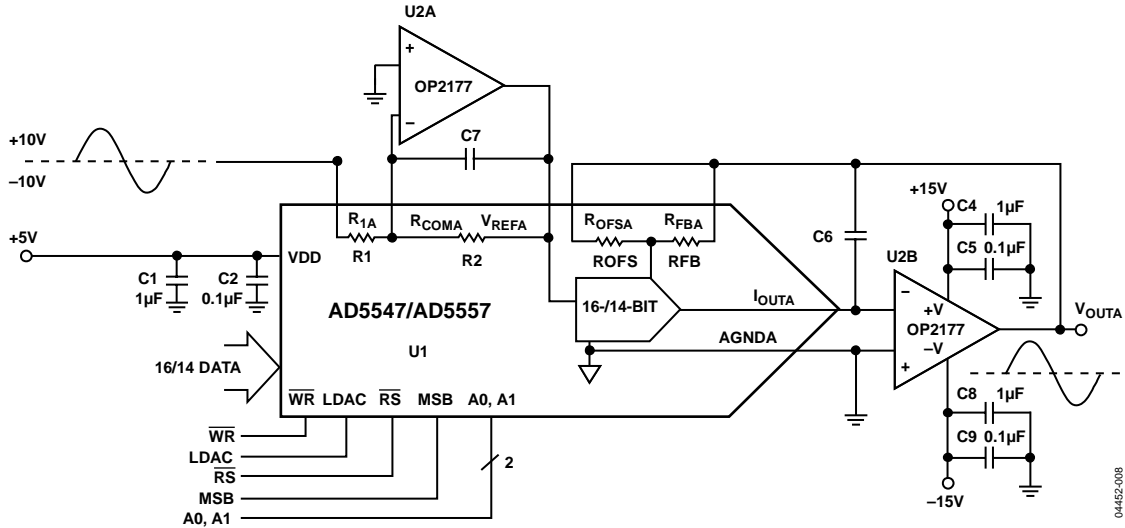 U2A
+
OP2177
–
C7
+10V
–10V
+5V
C1
1µF
C2
0.1µF
VDD
R1A
R1
RCOMA
R2
VREFA
ROFSA
ROFS
RFBA
RFB
16-/14-BIT
AD5547/AD5557
U1
IOUTA
AGNDA
C6
U2B
–
+V
OP2177
–V
+
+15V
C4
1µF
C5
0.1µF
VOUTA
C8
1µF
C9
0.1µF
–15V
16/14 DATA
WR LDAC RS MSB A0, A1
WR
LDAC
RS
MSB
A0, A1
2
04452-008